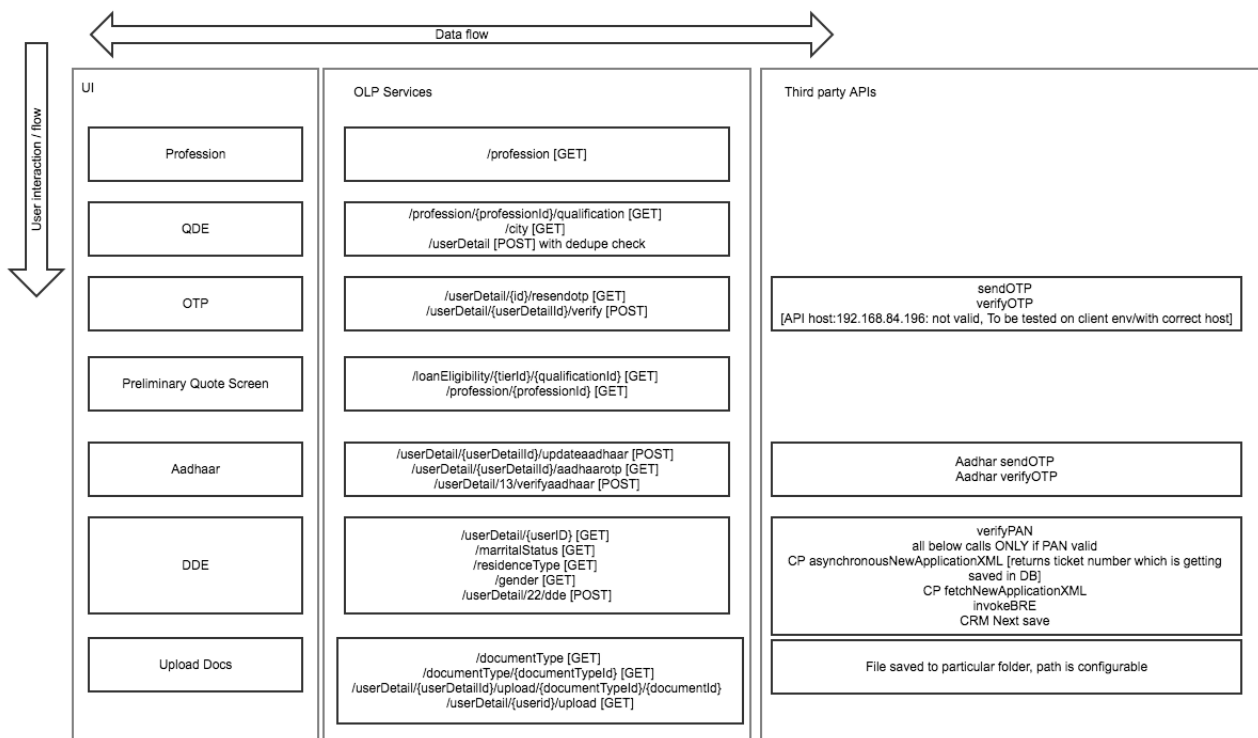 Data flow
User interaction / flow
UI
OLP Services
Third party APIs
Profession
/profession [GET]
QDE
/profession/{professionId}/qualification [GET]
/city [GET]
/userDetail [POST] with dedupe check
OTP
/userDetail/{id}/resendotp [GET]
/userDetail/{userDetailId}/verify [POST]
sendOTP
verifyOTP
[API host:192.168.84.196: not valid, To be tested on client env/with correct host]
Preliminary Quote Screen
/loanEligibility/{tierId}/{qualificationId} [GET]
/profession/{professionId} [GET]
Aadhaar
/userDetail/{userDetailId}/updateaadhaar [POST]
/userDetail/{userDetailId}/aadhaarotp [GET]
/userDetail/13/verifyaadhaar [POST]
Aadhar sendOTP
Aadhar verifyOTP
DDE
/userDetail/{userID} [GET]
/marritalStatus [GET]
/residenceType [GET]
/gender [GET]
/userDetail/22/dde [POST]
verifyPAN
all below calls ONLY if PAN valid
CP asynchronousNewApplicationXML [returns ticket number which is getting
saved in DB]
CP fetchNewApplicationXML
invokeBRE
CRM Next save
Upload Docs
/documentType [GET]
/documentType/{documentTypeId} [GET]
/userDetail/{userDetailId}/upload/{documentTypeId}/{documentId}
/userDetail/{userid}/upload [GET]
File saved to particular folder, path is configurable